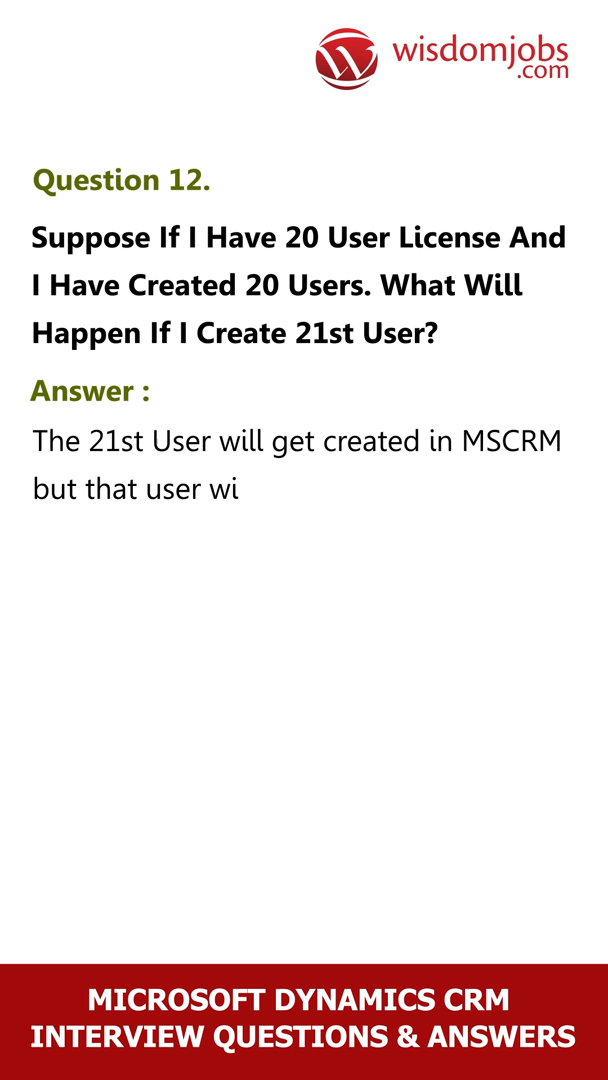 wisdomjobs
.com
Question 12.
Suppose If I Have 20 User License And
I Have Created 20 Users. What Will
Happen If I Create 21st User?
Answer :
The 21st User will get created in MSCRM
but that user wi
MICROSOFT DYNAMICS CRM
INTERVIEW QUESTIONS & ANSWERS